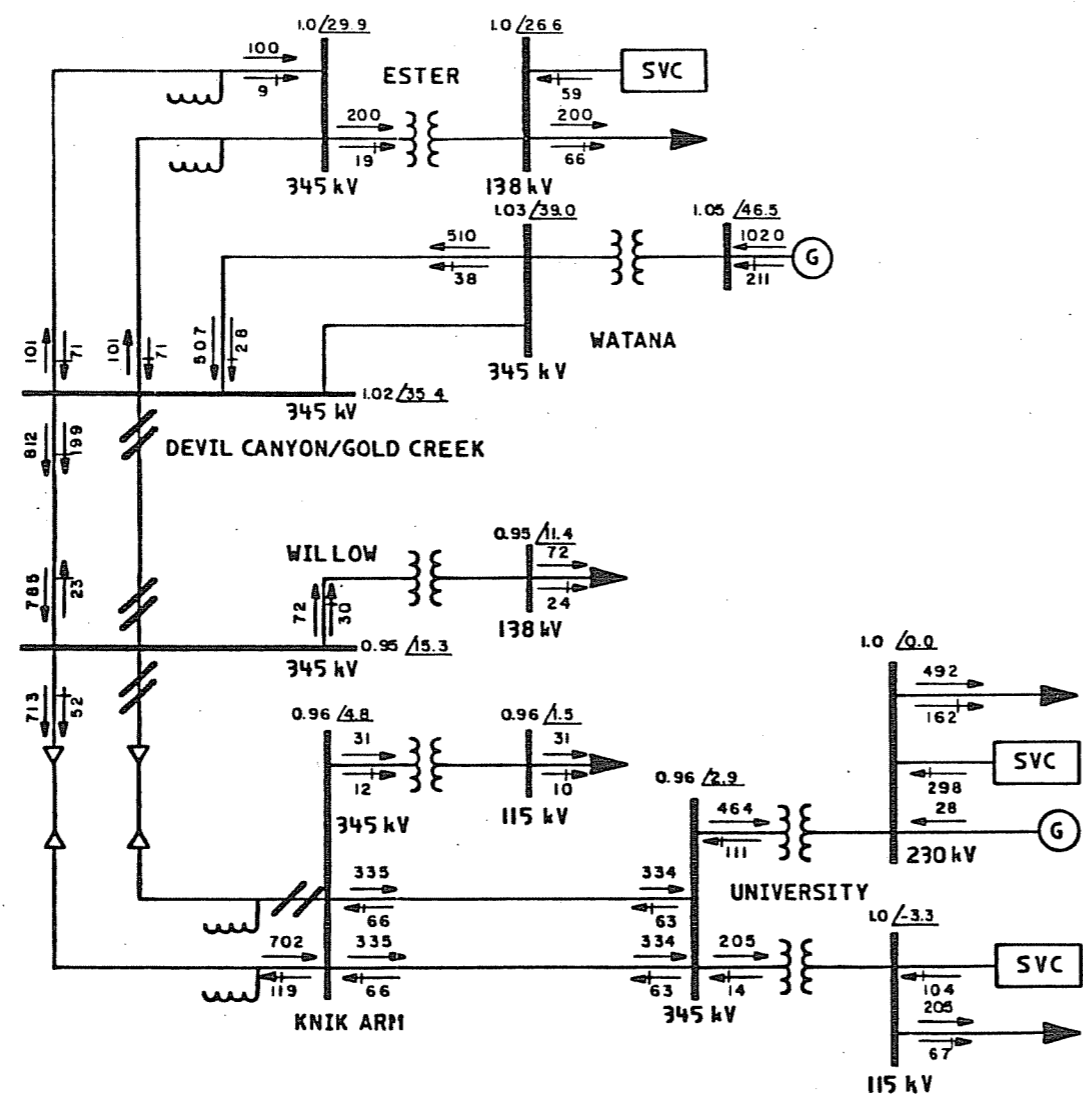 1.0 /29.9
1.0 /26.6
100
9
ESTER
SVC
59
200
19
200
66
345 kV
138 kV
1.03 /39.0
1.05 /46.5
510
38
1020
211
G
WATANA
345 kV
101
71
101
71
507
28
1.02 /35.4
345 kV
DEVIL CANYON/GOLD CREEK
812
199
WILLOW
0.95 /11.4
72
24
138 kV
785
23
72
30
345 kV
0.95 /15.3
713
52
0.96 /4.8
31
12
0.96 /1.5
31
10
345 kV
115 kV
1.0 /0.0
492
162
SVC
298
28
G
230 kV
0.96 /2.9
464
111
UNIVERSITY
335
66
334
63
702
119
335
66
334
63
205
14
345 kV
KNIK ARM
1.0 /-3.3
SVC
104
205
67
115 kV